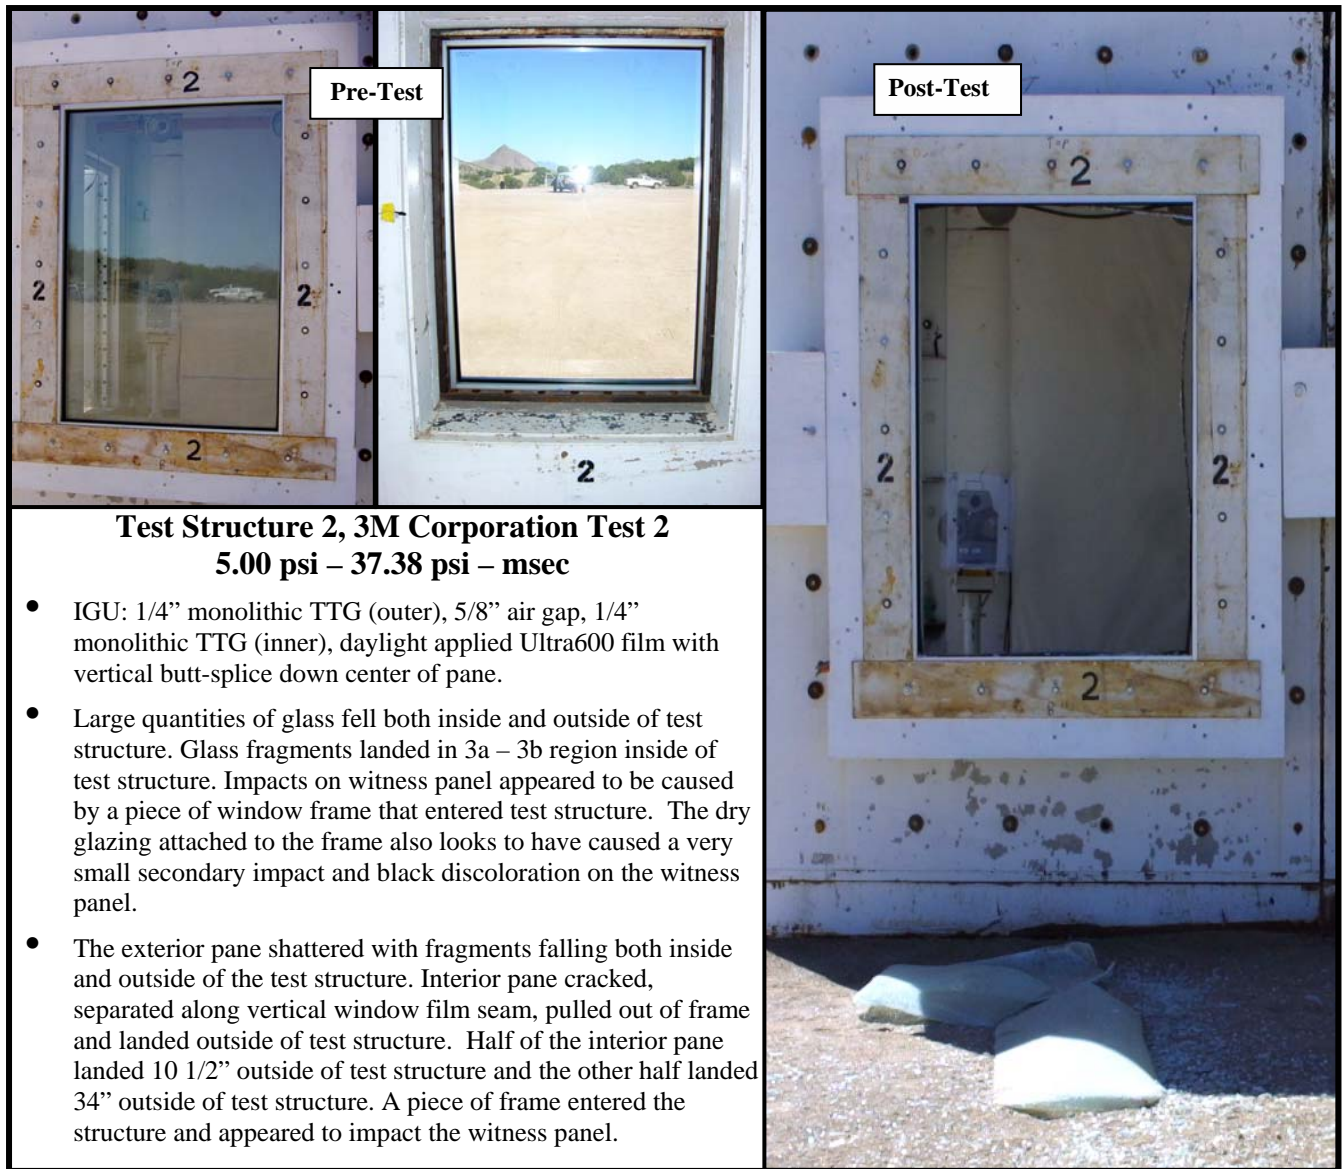 Pre-Test
Post-Test
2
2
2
2
2
Top
2
2
2
2
Test Structure 2, 3M Corporation Test 2
5.00 psi – 37.38 psi – msec
• IGU: 1/4” monolithic TTG (outer), 5/8” air gap, 1/4”
monolithic TTG (inner), daylight applied Ultra600 film with
vertical butt-splice down center of pane.
• Large quantities of glass fell both inside and outside of test
structure. Glass fragments landed in 3a – 3b region inside of
test structure. Impacts on witness panel appeared to be caused
by a piece of window frame that entered test structure. The dry
glazing attached to the frame also looks to have caused a very
small secondary impact and black discoloration on the witness
panel.
• The exterior pane shattered with fragments falling both inside
and outside of the test structure. Interior pane cracked,
separated along vertical window film seam, pulled out of frame
and landed outside of test structure. Half of the interior pane
landed 10 1/2” outside of test structure and the other half landed
34” outside of test structure. A piece of frame entered the
structure and appeared to impact the witness panel.